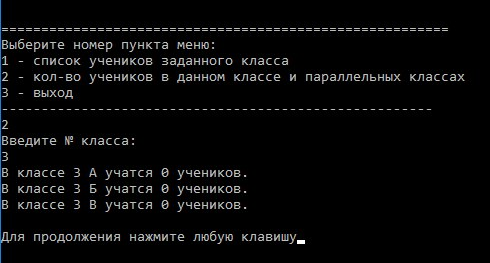 ========================================================
Выберите номер пункта меню:
1 - список учеников заданного класса
2 - кол-во учеников в данном классе и параллельных классах
3 - выход
------------------------------------------------------
2
Введите № класса:
3
В классе 3 А учатся 0 учеников.
В классе 3 Б учатся 0 учеников.
В классе 3 В учатся 0 учеников.
Для продолжения нажмите любую клавишу